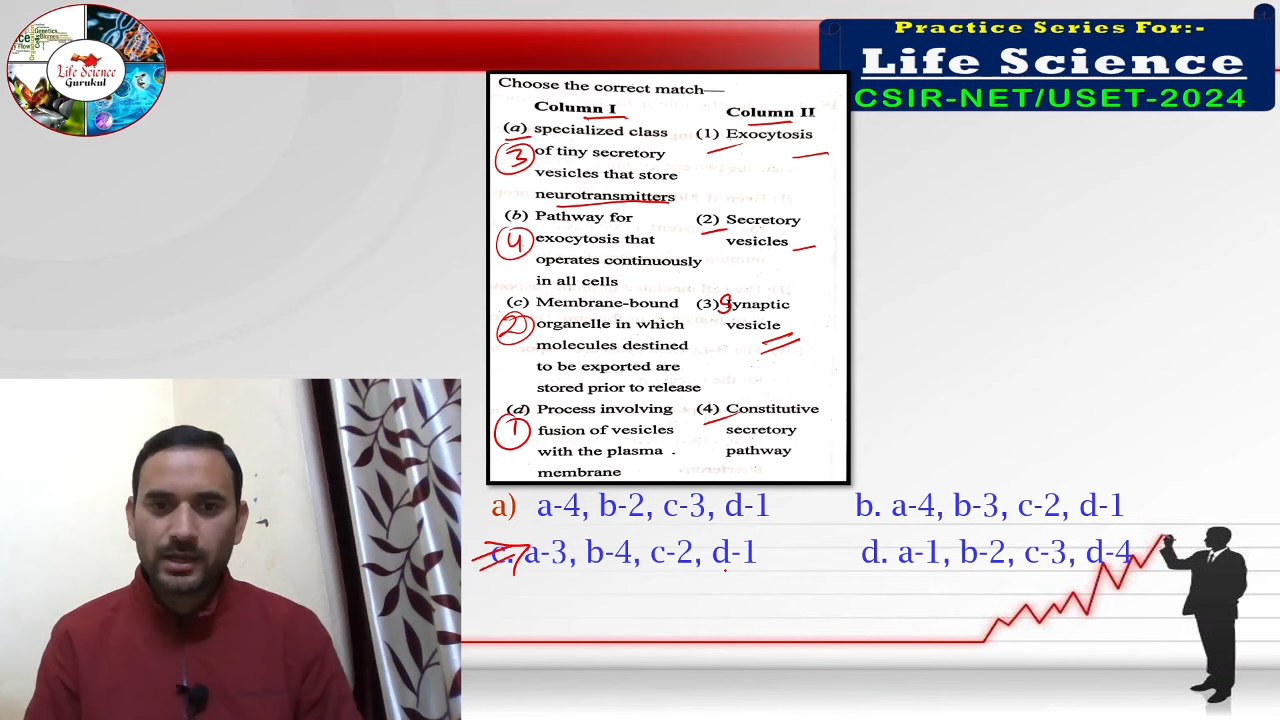 Life Science
Gurukul
Genetics
Practice Series For:-
Life Science
CSIR-NET/USET-2024
Choose the correct match—
Column I
Column II
(a) specialized class
of tiny secretory
vesicles that store
neurotransmitters
(1) Exocytosis
3
(b) Pathway for
exocytosis that
operates continuously
in all cells
(2) Secretory
vesicles
4
(c) Membrane-bound
organelle in which
molecules destined
to be exported are
stored prior to release
(3) Synaptic
vesicle
2
(d) Process involving
fusion of vesicles
with the plasma
membrane
(4) Constitutive
secretory
pathway
1
a) a-4, b-2, c-3, d-1
b. a-4, b-3, c-2, d-1
c. a-3, b-4, c-2, d-1
d. a-1, b-2, c-3, d-4